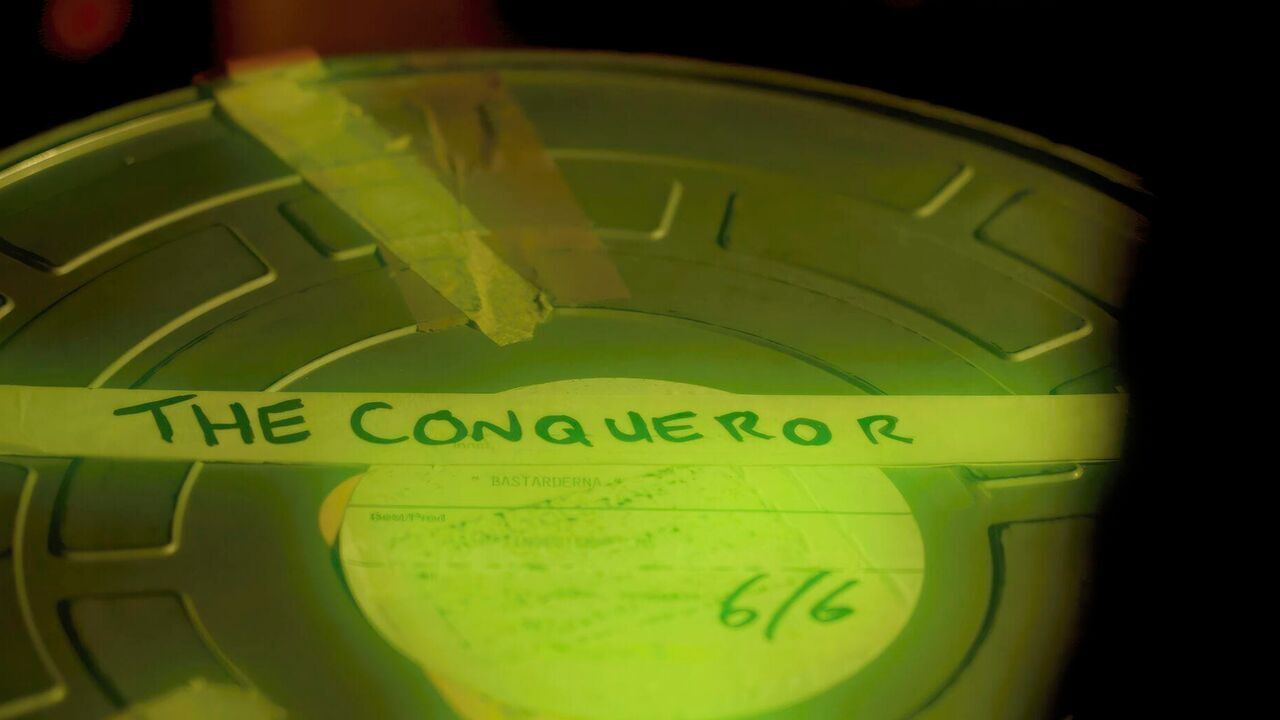 THE CONQUEROR
" BASTARDERNA "
6/6